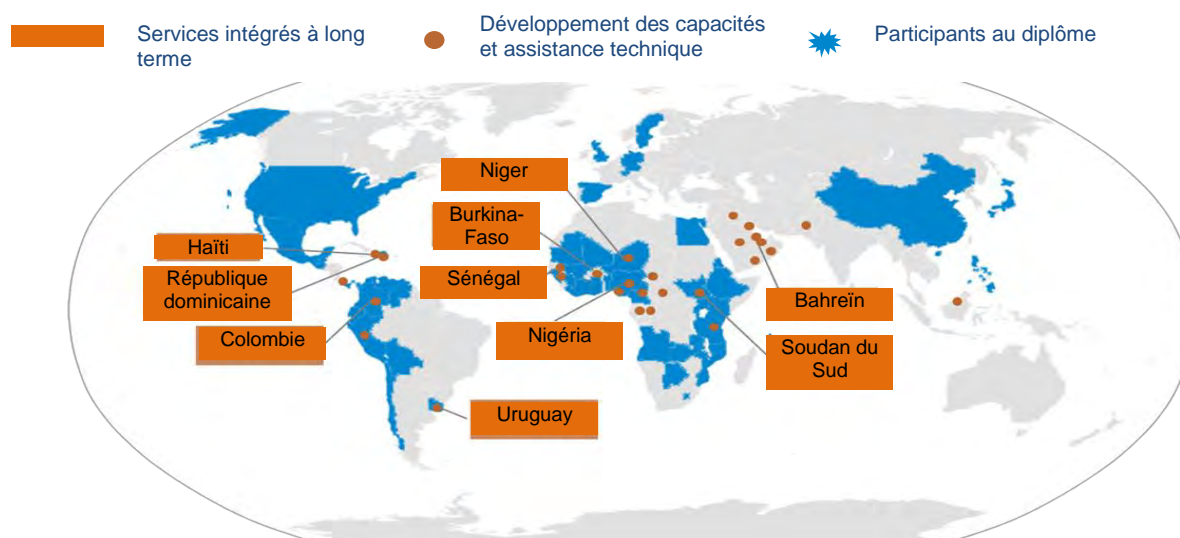 Services intégrés à long
terme
Développement des capacités
et assistance technique
Participants au diplôme
Niger
Burkina-
Faso
Haïti
République
dominicaine
Sénégal
Bahreïn
Colombie
Nigéria
Soudan du
Sud
Uruguay